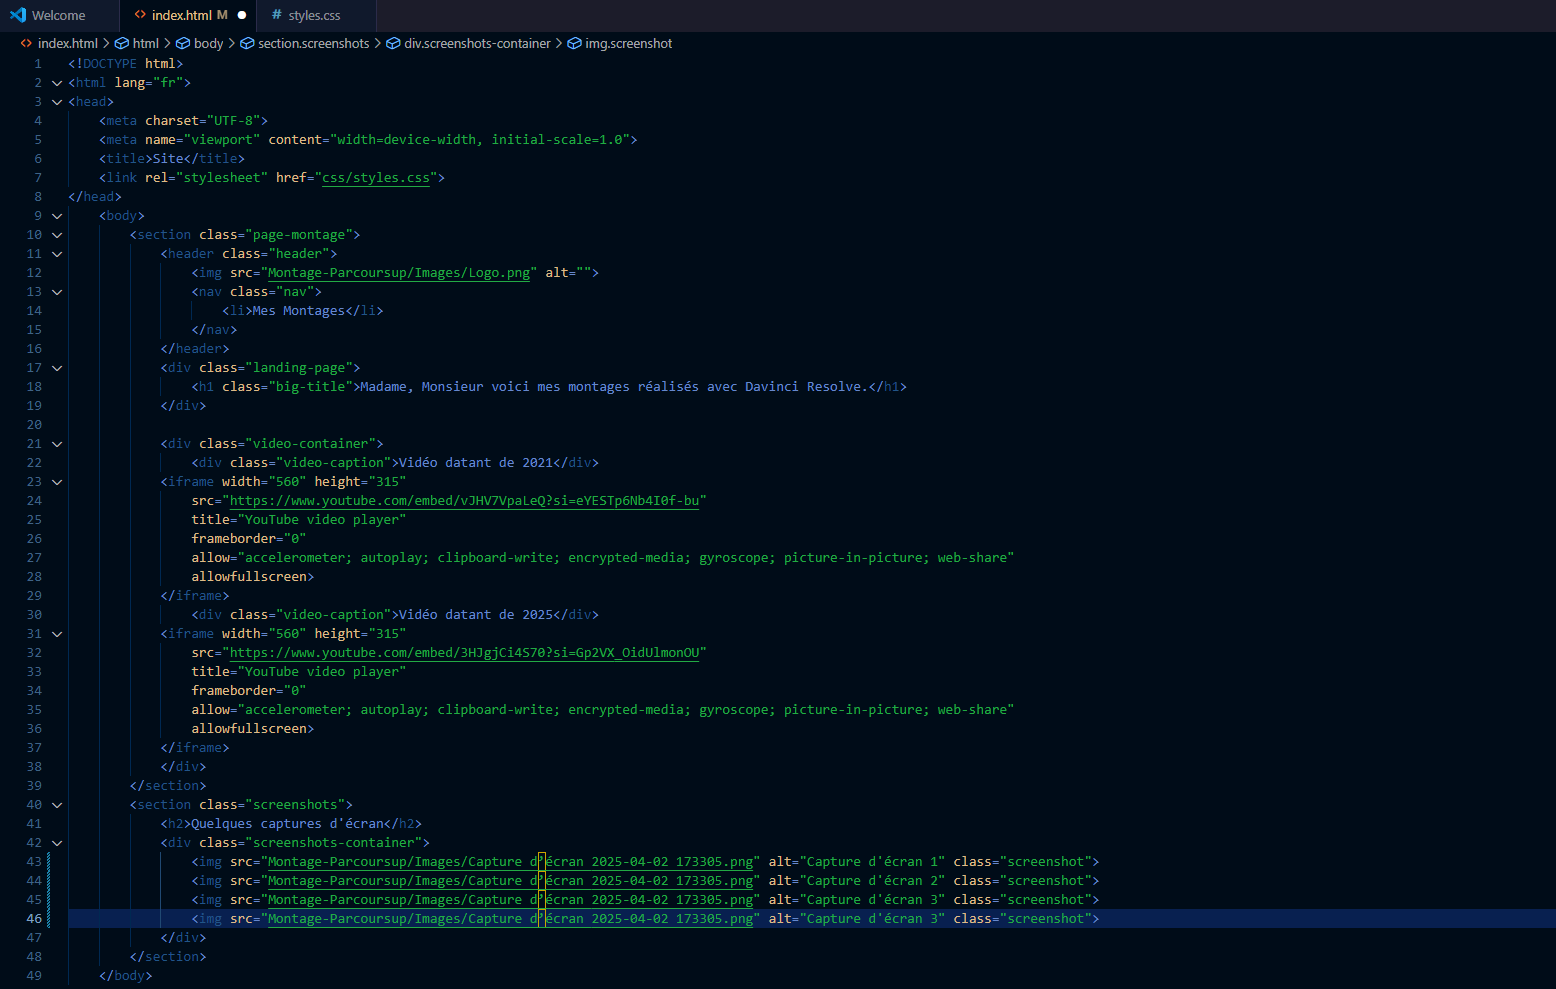 Welcome
index.html M
# styles.css
index.html > html > body > section.screenshots > div.screenshots-container > img.screenshot
1 <!DOCTYPE html>
2 <html lang="fr">
3 <head>
4 <meta charset="UTF-8">
5 <meta name="viewport" content="width=device-width, initial-scale=1.0">
6 <title>Site</title>
7 <link rel="stylesheet" href="css/styles.css">
8 </head>
9 <body>
10 <section class="page-montage">
11 <header class="header">
12 <img src="Montage-Parcoursup/Images/Logo.png" alt="">
13 <nav class="nav">
14 <li>Mes Montages</li>
15 </nav>
16 </header>
17 <div class="landing-page">
18 <h1 class="big-title">Madame, Monsieur voici mes montages réalisés avec Davinci Resolve.</h1>
19 </div>
20
21 <div class="video-container">
22 <div class="video-caption">Vidéo datant de 2021</div>
23 <iframe width="560" height="315"
24 src="https://www.youtube.com/embed/vJHV7VpaLeQ?si=eYESTp6Nb4I0f-bu"
25 title="YouTube video player"
26 frameborder="0"
27 allow="accelerometer; autoplay; clipboard-write; encrypted-media; gyroscope; picture-in-picture; web-share"
28 allowfullscreen>
29 </iframe>
30 <div class="video-caption">Vidéo datant de 2025</div>
31 <iframe width="560" height="315"
32 src="https://www.youtube.com/embed/3HJgjCi4S70?si=Gp2VX_OidUlmonOU"
33 title="YouTube video player"
34 frameborder="0"
35 allow="accelerometer; autoplay; clipboard-write; encrypted-media; gyroscope; picture-in-picture; web-share"
36 allowfullscreen>
37 </iframe>
38 </div>
39 </section>
40 <section class="screenshots">
41 <h2>Quelques captures d'écran</h2>
42 <div class="screenshots-container">
43 <img src="Montage-Parcoursup/Images/Capture d’écran 2025-04-02 173305.png" alt="Capture d'écran 1" class="screenshot">
44 <img src="Montage-Parcoursup/Images/Capture d’écran 2025-04-02 173305.png" alt="Capture d'écran 2" class="screenshot">
45 <img src="Montage-Parcoursup/Images/Capture d’écran 2025-04-02 173305.png" alt="Capture d'écran 3" class="screenshot">
46 <img src="Montage-Parcoursup/Images/Capture d’écran 2025-04-02 173305.png" alt="Capture d'écran 3" class="screenshot">
47 </div>
48 </section>
49 </body>